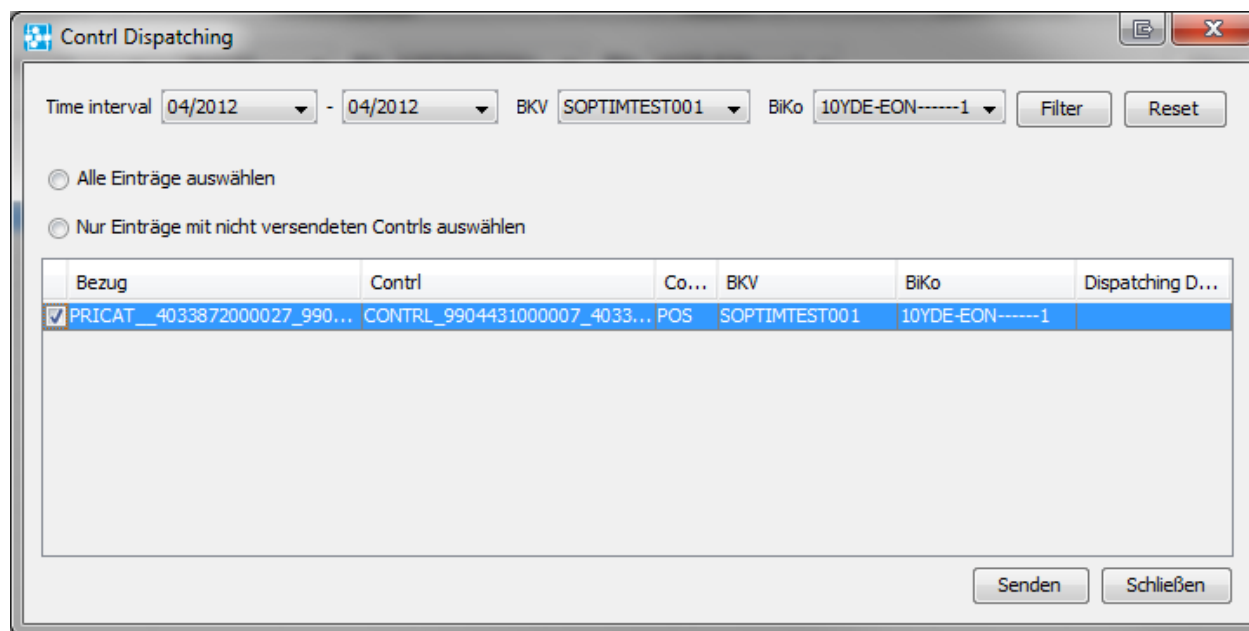 Contrl Dispatching
Time interval 04/2012 - 04/2012 BKV SOPTIMTEST001 BiKo 10YDE-EON------1 Filter Reset
Alle Einträge auswählen
Nur Einträge mit nicht versendeten Contrls auswählen
Bezug Contrl Co... BKV BiKo Dispatching D...
PRICAT__4033872000027_990... CONTRL_9904431000007_4033... POS SOPTIMTEST001 10YDE-EON------1
Senden Schließen